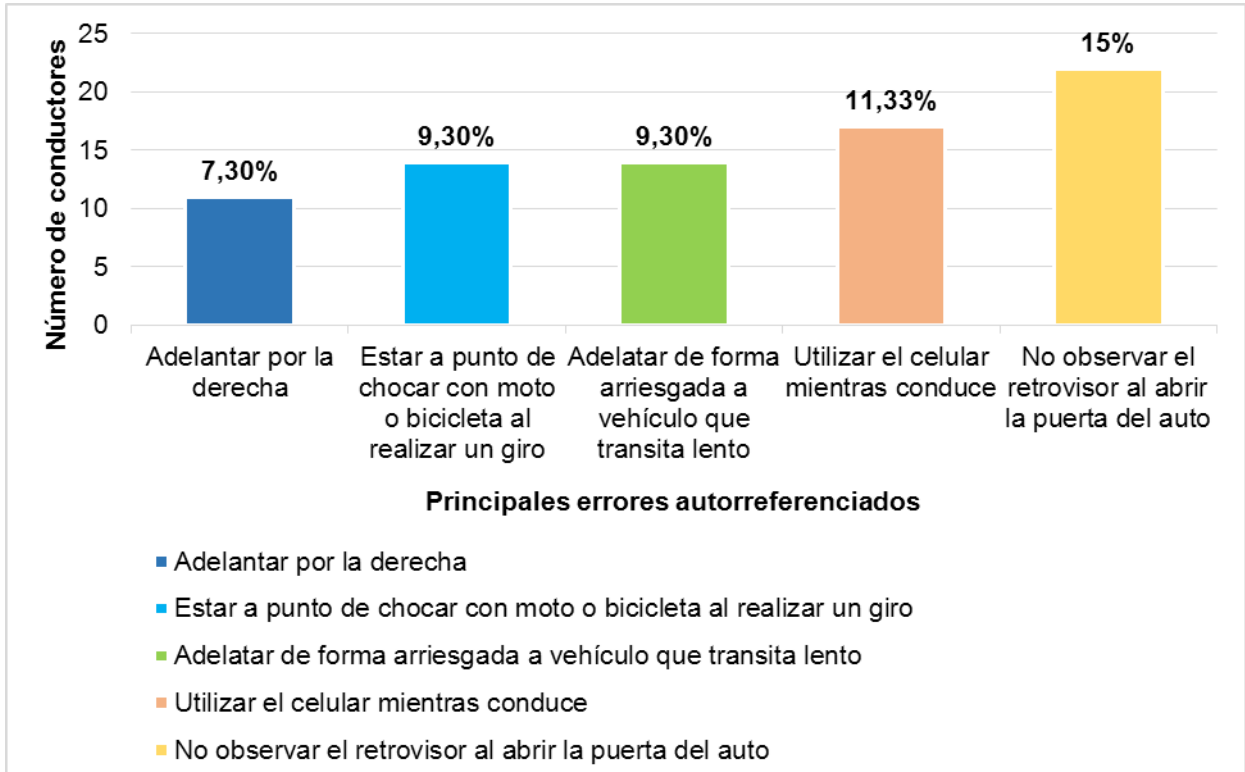 Número de conductores
25
20
15
10
5
0
7,30%
9,30%
9,30%
11,33%
15%
Adelantar por la
derecha
Estar a punto de
chocar con moto
o bicicleta al
realizar un giro
Adelatar de forma
arriesgada a
vehículo que
transita lento
Utilizar el celular
mientras conduce
No observar el
retrovisor al abrir
la puerta del auto
Principales errores autorreferenciados
Adelantar por la derecha
Estar a punto de chocar con moto o bicicleta al realizar un giro
Adelatar de forma arriesgada a vehículo que transita lento
Utilizar el celular mientras conduce
No observar el retrovisor al abrir la puerta del auto